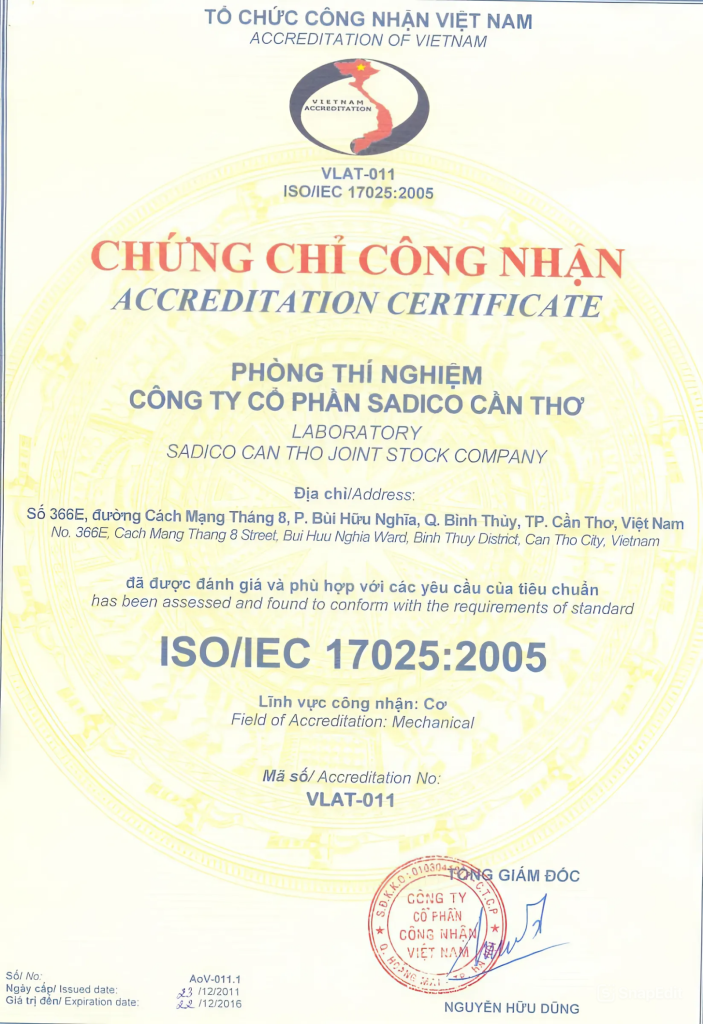 TỔ CHỨC CÔNG NHẬN VIỆT NAM
ACCREDITATION OF VIETNAM
VIETNAM
ACCREDITATION
VLAT-011
ISO/IEC 17025:2005
CHỨNG CHỈ CÔNG NHẬN
ACCREDITATION CERTIFICATE
PHÒNG THÍ NGHIỆM
CÔNG TY CỔ PHẦN SADICO CẦN THƠ
LABORATORY
SADICO CAN THO JOINT STOCK COMPANY
Địa chỉ/Address:
Số 366E, đường Cách Mạng Tháng 8, P. Bùi Hữu Nghĩa, Q. Bình Thủy, TP. Cần Thơ, Việt Nam
No. 366E, Cach Mang Thang 8 Street, Bui Huu Nghia Ward, Binh Thuy District, Can Tho City, Vietnam
đã được đánh giá và phù hợp với các yêu cầu của tiêu chuẩn
has been assessed and found to conform with the requirements of standard
ISO/IEC 17025:2005
Lĩnh vực công nhận: Cơ
Field of Accreditation: Mechanical
Mã số/ Accreditation No:
VLAT-011
TỔNG GIÁM ĐỐC
S.Đ.K.K.D
C.T.C.P
CÔNG TY
CỔ PHẦN
CÔNG NHẬN
VIỆT NAM
Số/ No: AoV-011.1
Ngày cấp/ Issued date: 23 /12/2011
Giá trị đến/ Expiration date: 22 /12/2016
NGUYỄN HỮU DŨNG